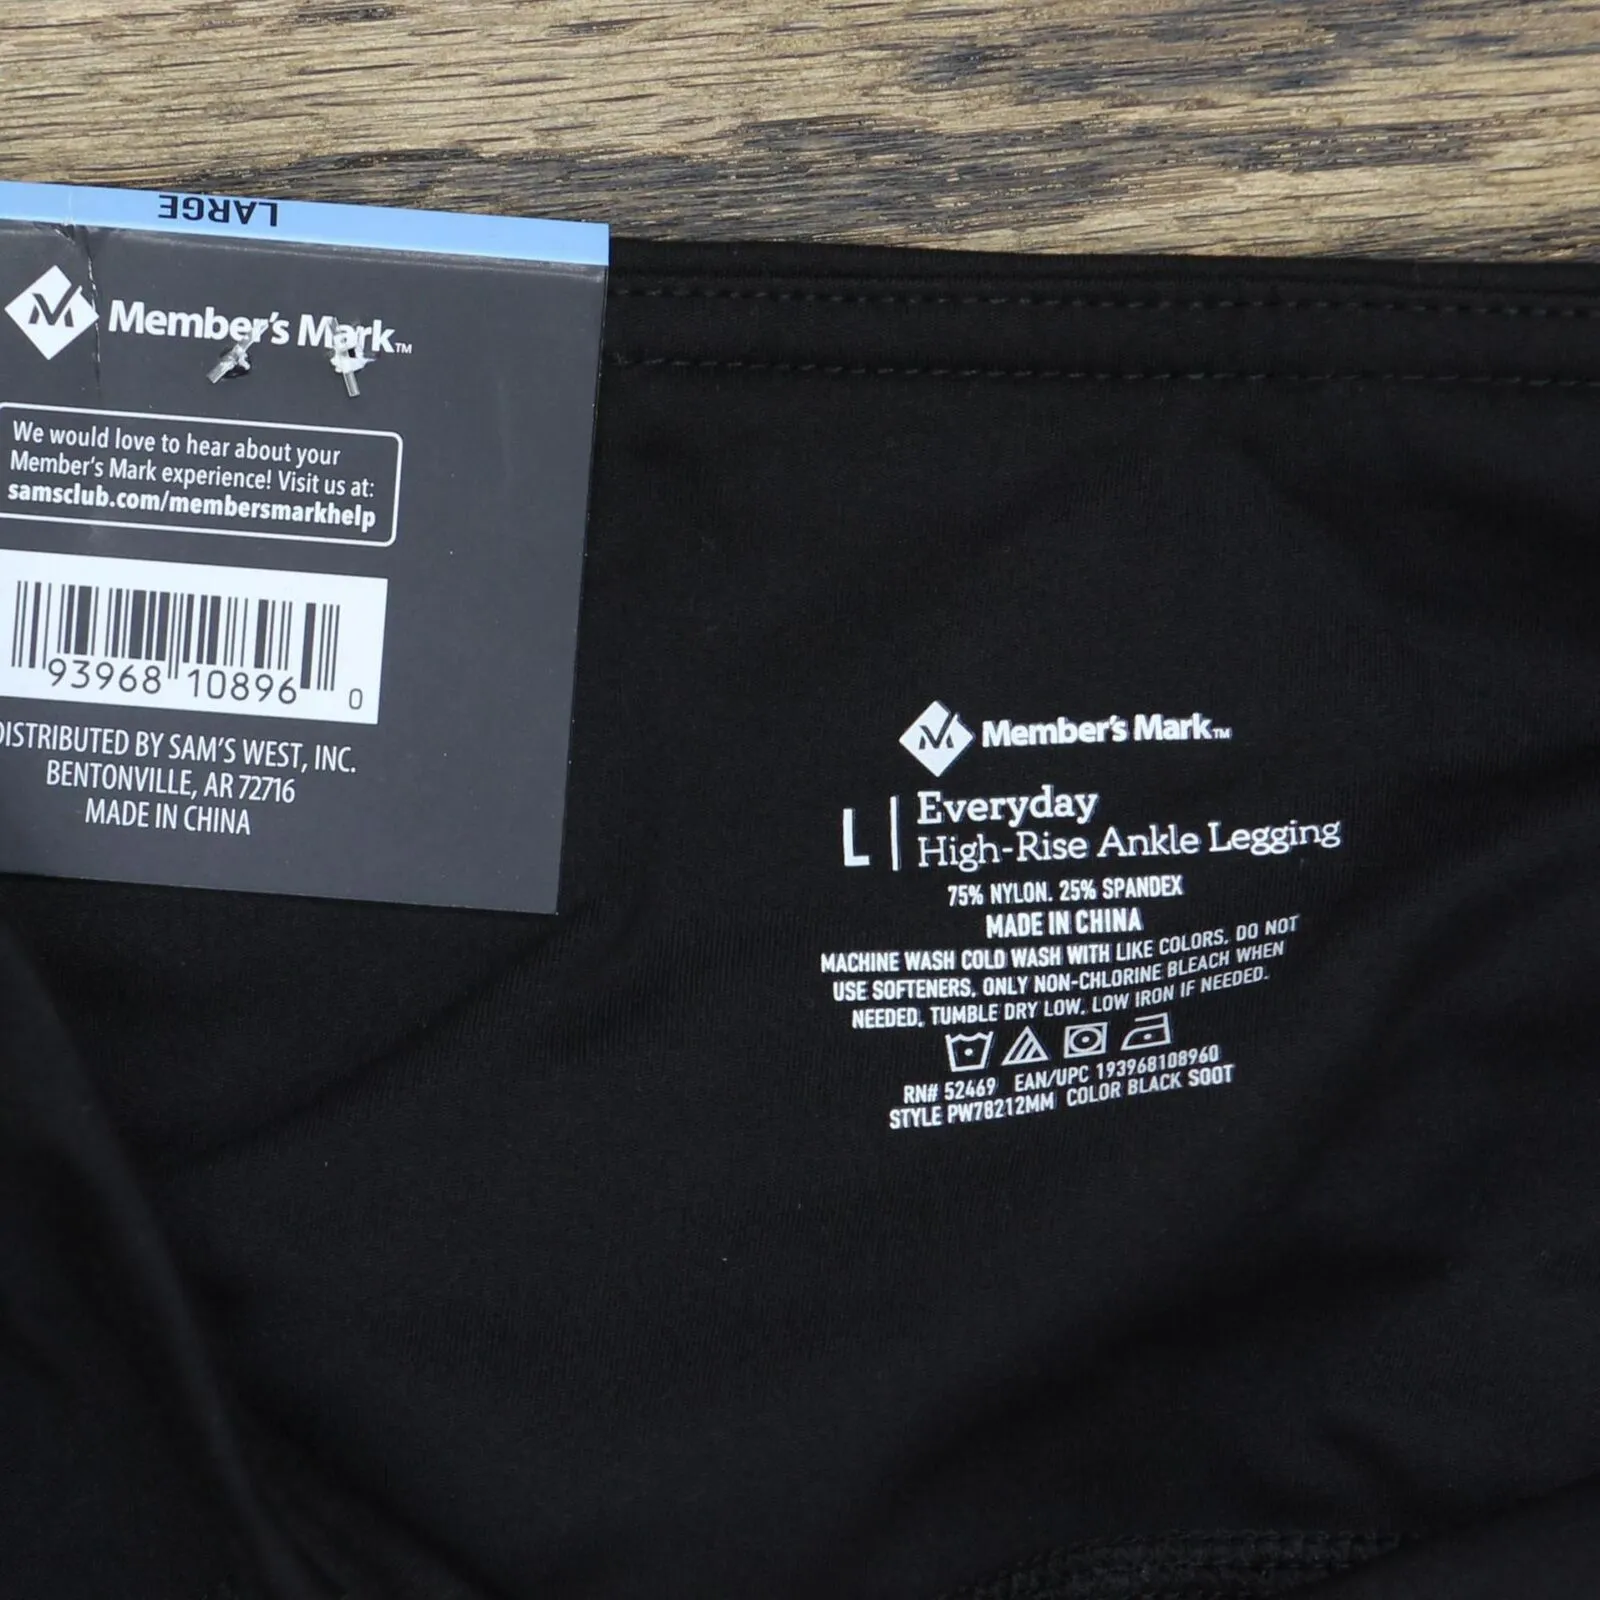 LARGE
Member's Mark™
We would love to hear about your
Member's Mark experience! Visit us at:
samsclub.com/membersmarkhelp
93968 10896 0
DISTRIBUTED BY SAM'S WEST, INC.
BENTONVILLE, AR 72716
MADE IN CHINA
Member's Mark™
L
Everyday
High-Rise Ankle Legging
75% NYLON. 25% SPANDEX
MADE IN CHINA
MACHINE WASH COLD WASH WITH LIKE COLORS. DO NOT
USE SOFTENERS. ONLY NON-CHLORINE BLEACH WHEN
NEEDED. TUMBLE DRY LOW. LOW IRON IF NEEDED.
RN# 52469 EAN/UPC 193968108960
STYLE PW78212MM COLOR BLACK SOOT